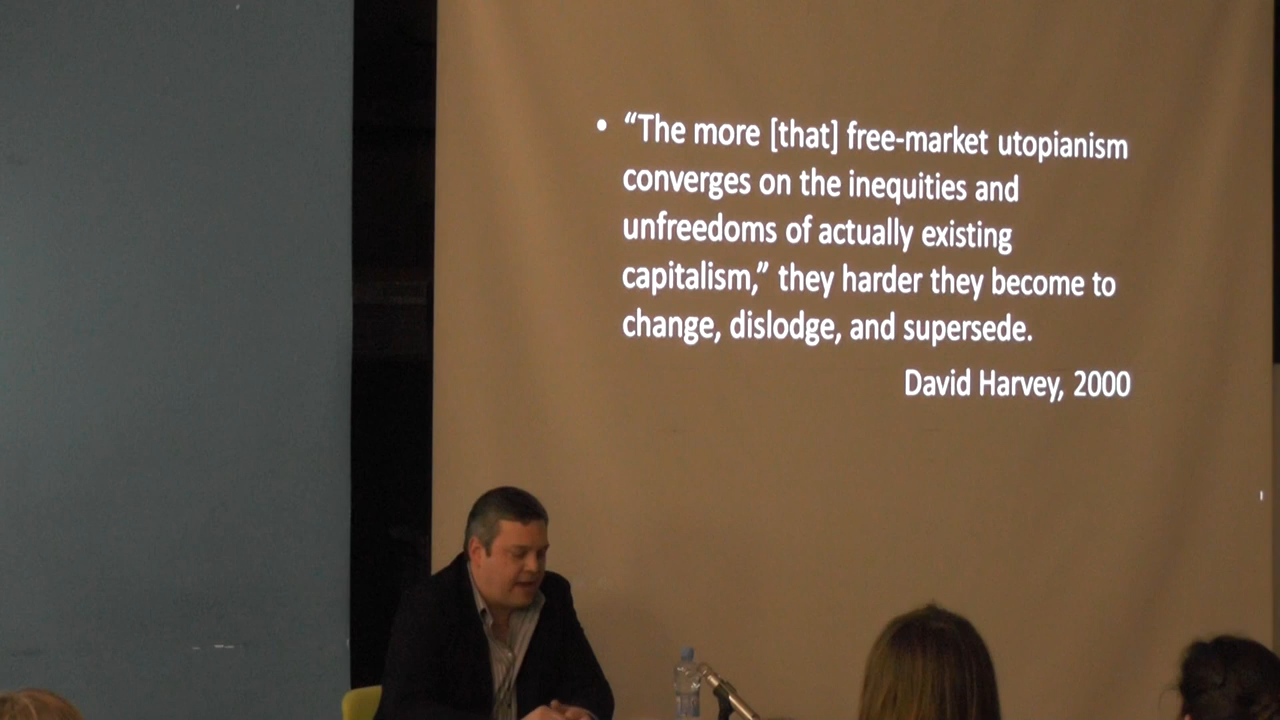 • “The more [that] free-market utopianism
converges on the inequities and
unfreedoms of actually existing
capitalism,” they harder they become to
change, dislodge, and supersede.
David Harvey, 2000